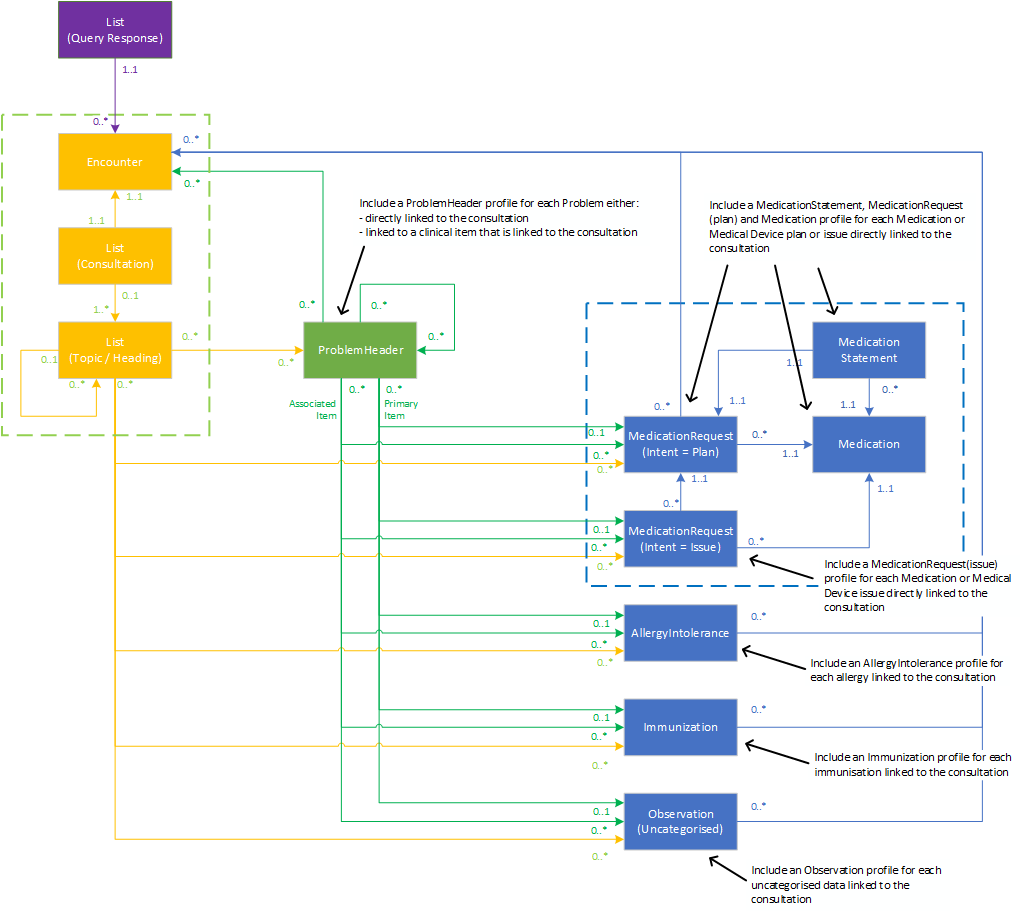 List
(Query Response)
1..1
0..*
Encounter
0..*
0..*
1..1
1..1
List
(Consultation)
0..1
1..*
List
(Topic / Heading)
0..1
0..*
0..*
0..*
0..*
Include a ProblemHeader profile for each Problem either:
- directly linked to the consultation
- linked to a clinical item that is linked to the consultation
0..*
0..*
0..*
ProblemHeader
0..*
0..*
Associated
Item
Primary
Item
Include a MedicationStatement, MedicationRequest
(plan) and Medication profile for each Medication or
Medical Device plan or issue directly linked to the
consultation
Medication
Statement
1..1
0..*
1..1
1..1
0..*
MedicationRequest
(Intent = Plan)
0..1
0..*
0..*
0..*
1..1
Medication
1..1
0..*
1..1
MedicationRequest
(Intent = Issue)
0..1
0..*
0..*
0..*
Include a MedicationRequest(issue)
profile for each Medication or Medical
Device issue directly linked to the
consultation
AllergyIntolerance
0..*
0..1
0..*
0..*
Include an AllergyIntolerance profile for
each allergy linked to the consultation
Immunization
0..*
0..1
0..*
0..*
Include an Immunization profile for each
immunisation linked to the consultation
Observation
(Uncategorised)
0..*
0..1
0..*
0..*
Include an Observation profile for each
uncategorised data linked to the
consultation